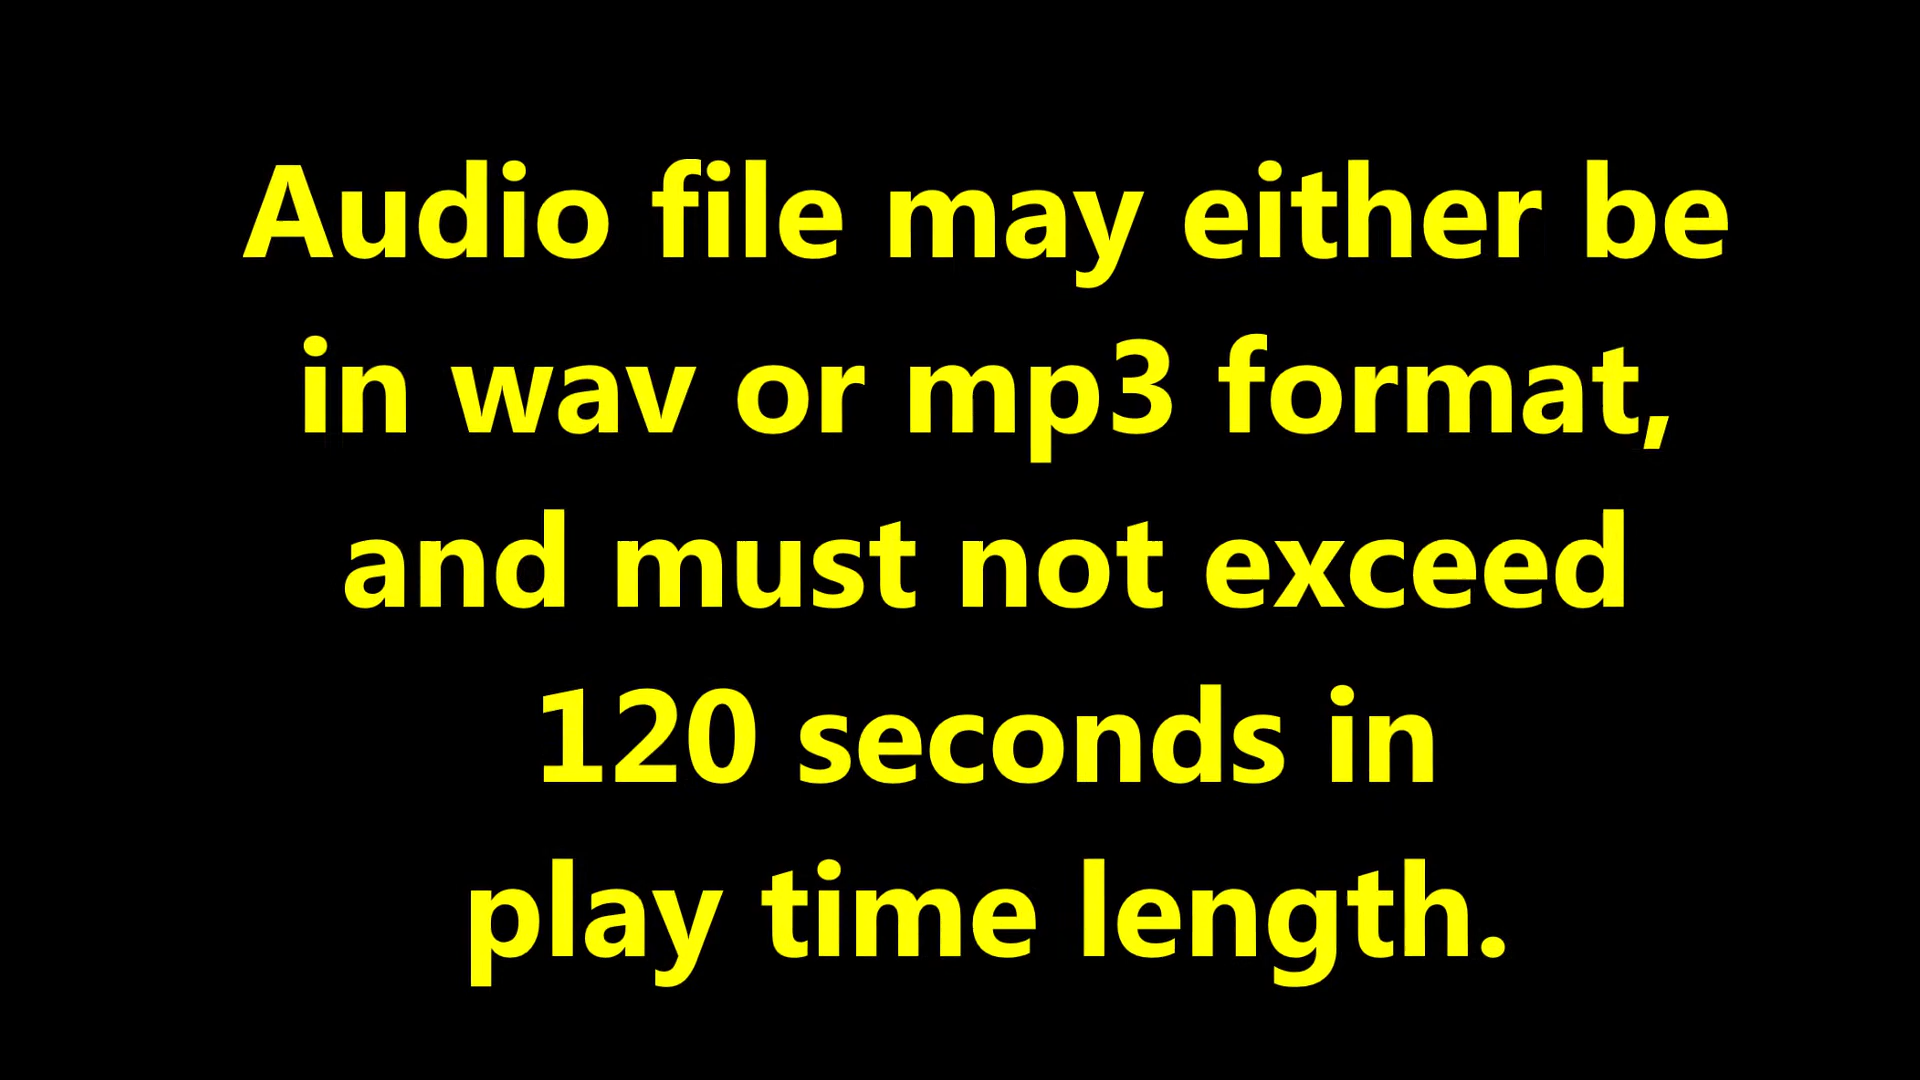 Audio file may either be
in wav or mp3 format,
and must not exceed
120 seconds in
play time length.